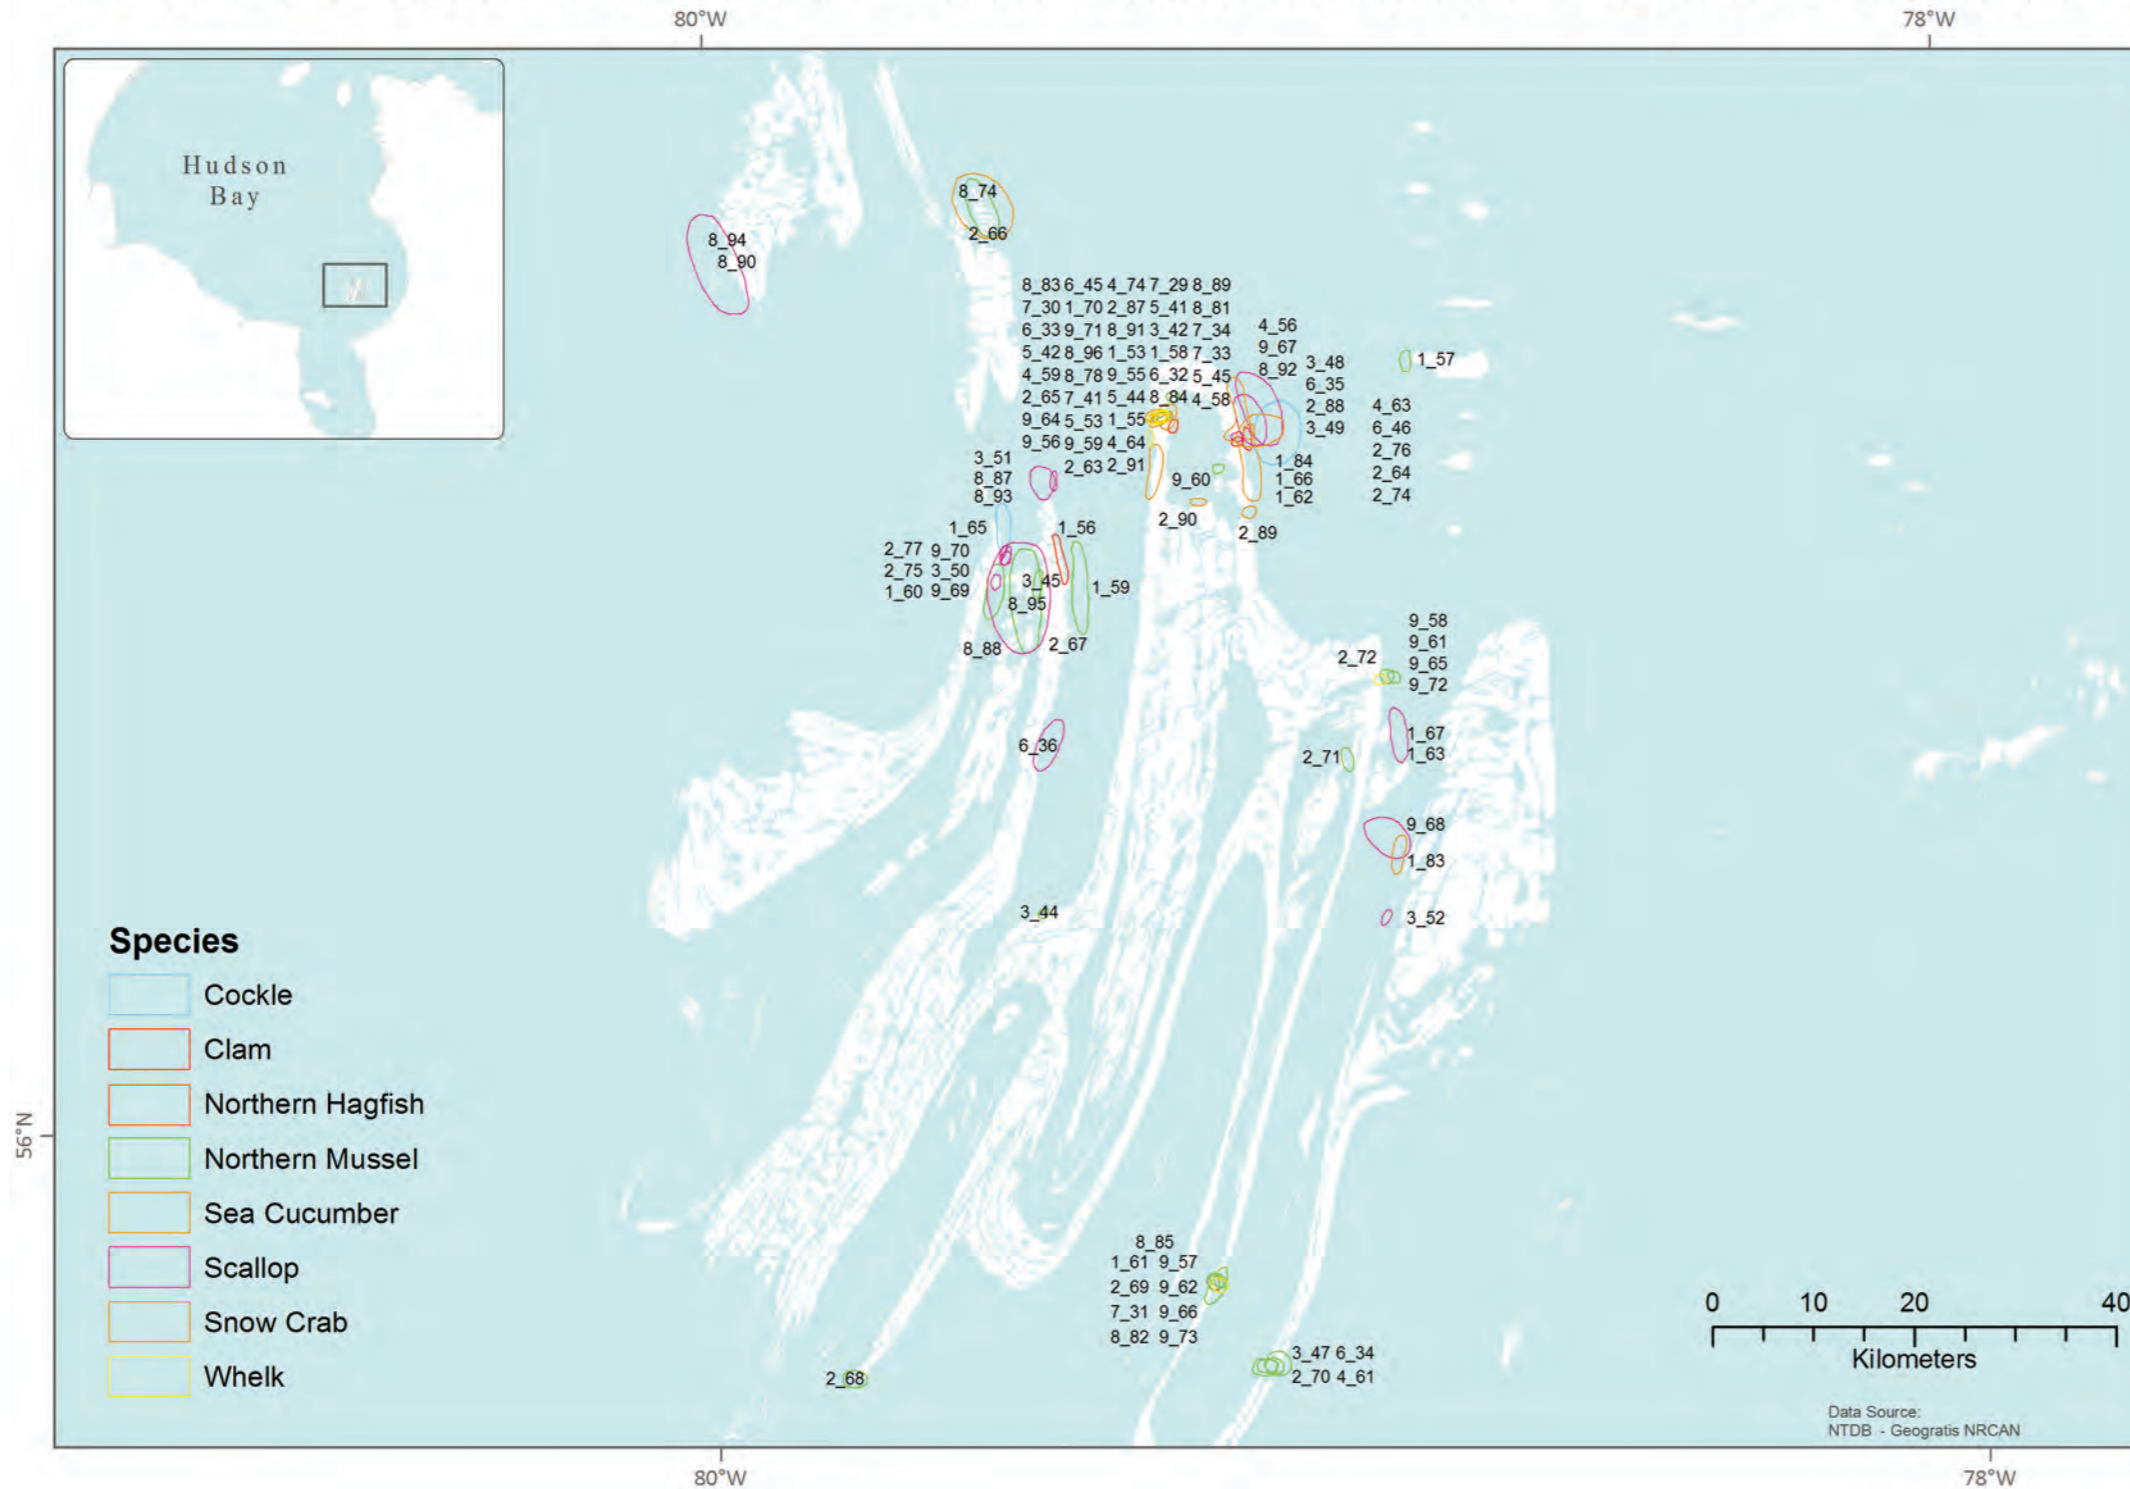 80°W 78°W
Hudson
Bay
8_74
2_66
8_94
8_90
8_83 6_45 4_74 7_29 8_89
7_30 1_70 2_87 5_41 8_81
6_33 9_71 8_91 3_42 7_34
5_42 8_96 1_53 1_58 7_33
4_59 8_78 9_55 6_32 5_45
2_65 7_41 5_44 8_84 4_58
9_64 5_53 1_55
9_56 9_59 4_64
2_63 2_91
4_56
9_67
8_92
3_48
6_35
2_88
3_49
1_57
4_63
6_46
2_76
2_64
2_74
1_84
1_66
1_62
9_60
2_90
2_89
3_51
8_87
8_93
1_65
1_56
2_77 9_70
2_75 3_50
1_60 9_69
3_45
8_95
1_59
8_88
2_67
9_58
9_61
9_65
9_72
2_72
1_67
1_63
2_71
6_36
9_68
1_83
3_44
3_52
Species
Cockle
Clam
Northern Hagfish
Northern Mussel
Sea Cucumber
Scallop
Snow Crab
Whelk
56°N
8_85
1_61 9_57
2_69 9_62
7_31 9_66
8_82 9_73
3_47 6_34
2_70 4_61
2_68
0 10 20 40
Kilometers
Data Source:
NTDB - Geogratis NRCAN
80°W 78°W